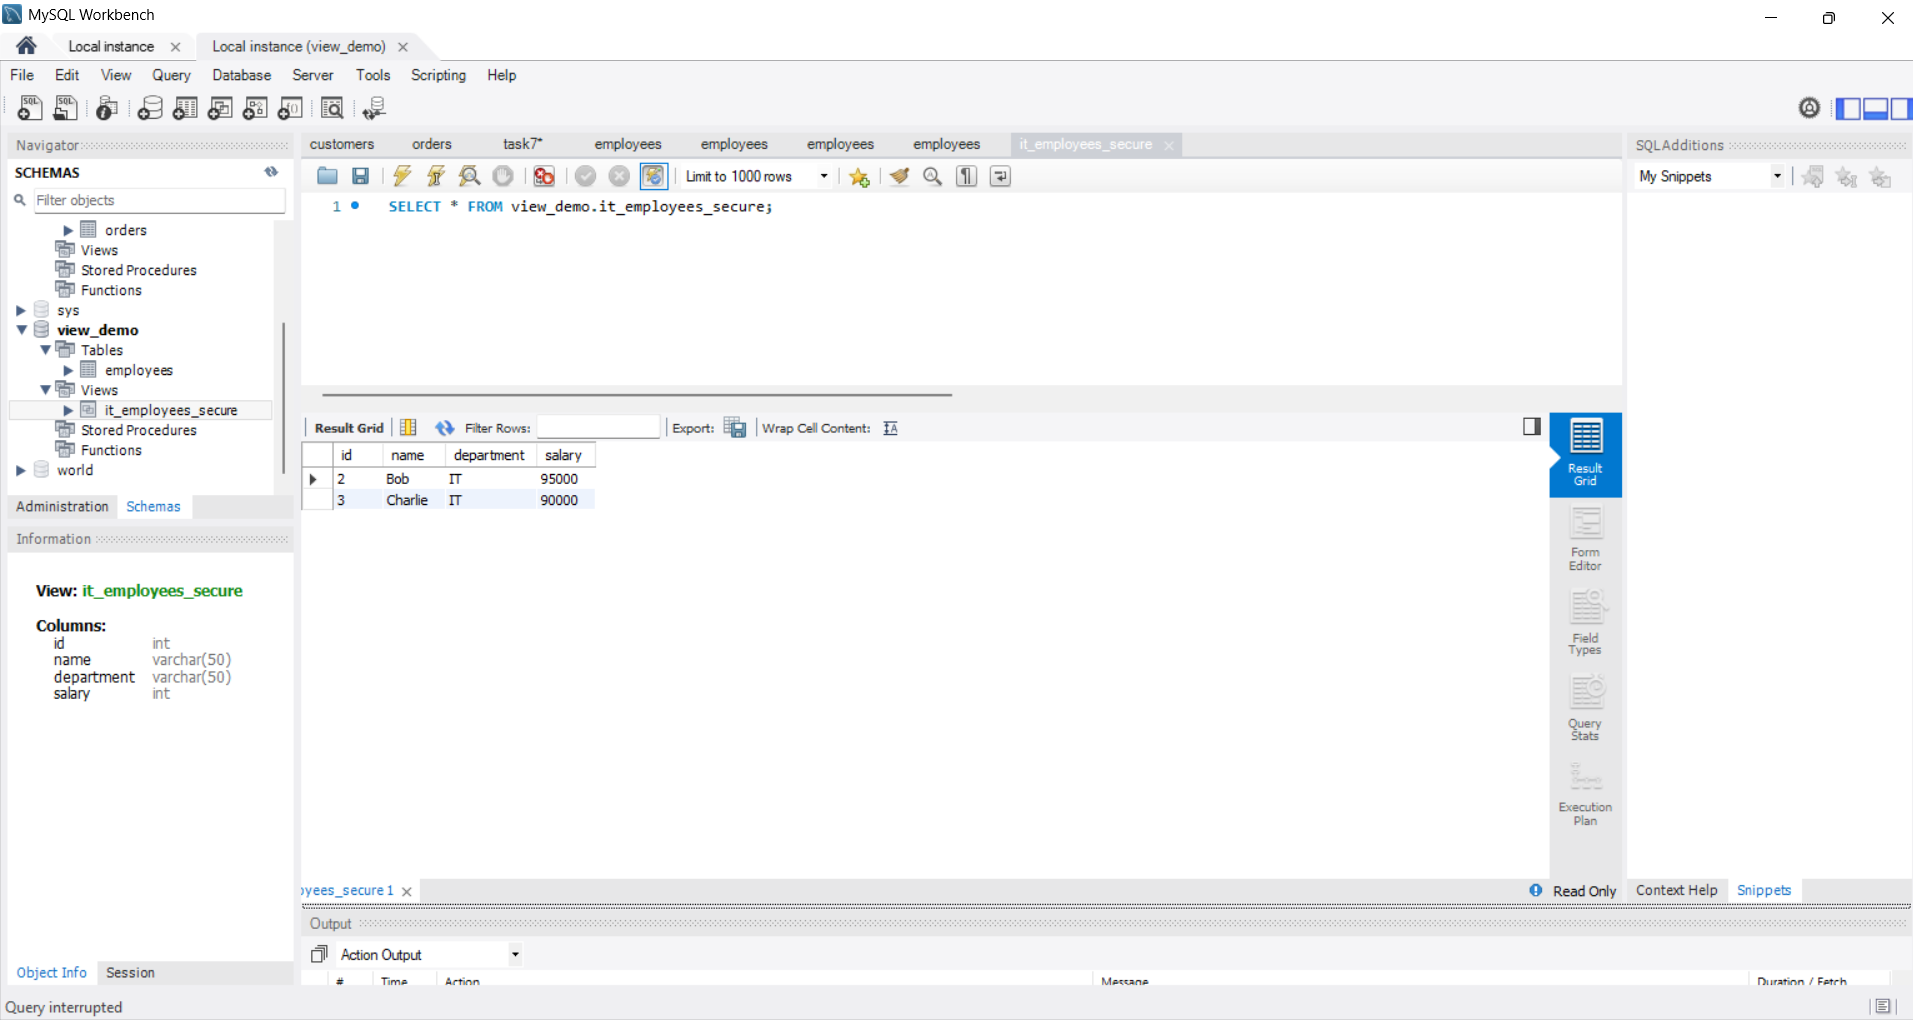 MySQL Workbench
Local instance
Local instance (view_demo)
File Edit View Query Database Server Tools Scripting Help
Navigator
SCHEMAS
Filter objects
orders
Views
Stored Procedures
Functions
sys
view_demo
Tables
employees
Views
it_employees_secure
Stored Procedures
Functions
world
Administration Schemas
Information
View: it_employees_secure
Columns:
id int
name varchar(50)
department varchar(50)
salary int
Object Info Session
customers orders task7* employees employees employees employees it_employees_secure
Limit to 1000 rows
1 SELECT * FROM view_demo.it_employees_secure;
Result Grid Filter Rows: Export: Wrap Cell Content:
id name department salary
2 Bob IT 95000
3 Charlie IT 90000
Result
Grid
Form
Editor
Field
Types
Query
Stats
Execution
Plan
yees_secure 1
Read Only
SQLAdditions
My Snippets
Context Help Snippets
Output
Action Output
# Time Action Message Duration / Fetch
Query interrupted